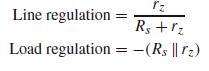 Line regulation = r_z / (R_s + r_z)
Load regulation = −(R_s ∥ r_z)